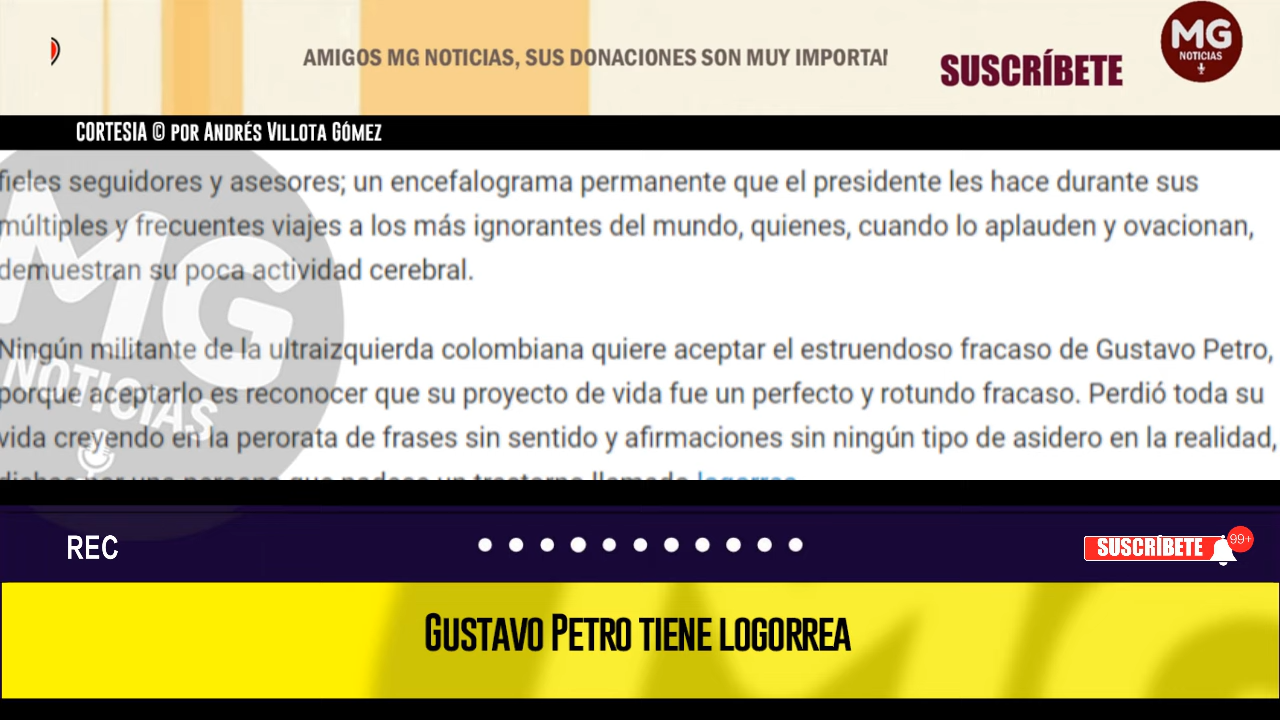 AMIGOS MG NOTICIAS, SUS DONACIONES SON MUY
SUSCRÍBETE
MG
NOTICIAS
CORTESIA © POR ANDRÉS VILLOTA GÓMEZ
fieles seguidores y asesores; un encefalograma permanente que el presidente les hace durante sus
múltiples y frecuentes viajes a los más ignorantes del mundo, quienes, cuando lo aplauden y ovacionan,
demuestran su poca actividad cerebral.
MG
NOTICIAS
Ningún militante de la ultraizquierda colombiana quiere aceptar el estruendoso fracaso de Gustavo Petro,
porque aceptarlo es reconocer que su proyecto de vida fue un perfecto y rotundo fracaso. Perdió toda su
vida creyendo en la perorata de frases sin sentido y afirmaciones sin ningún tipo de asidero en la realidad,
REC
SUSCRÍBETE
99+
GUSTAVO PETRO TIENE LOGORREA